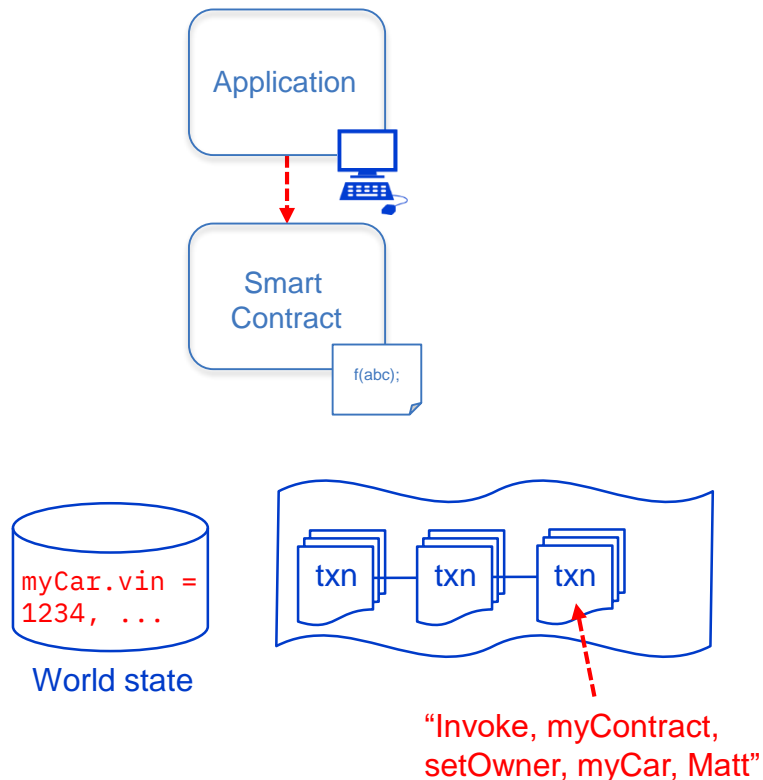 Application
Smart
Contract
f(abc);
myCar.vin =
1234, ...
World state
txn
txn
txn
“Invoke, myContract,
setOwner, myCar, Matt”